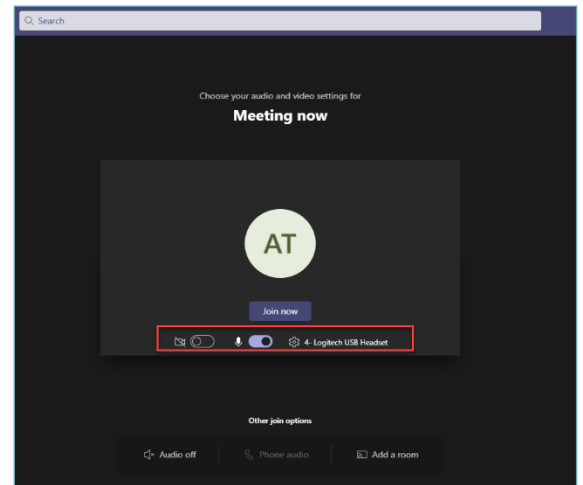 Search
Choose your audio and video settings for
Meeting now
AT
Join now
4- Logitech USB Headset
Other join options
Audio off Phone audio Add a room